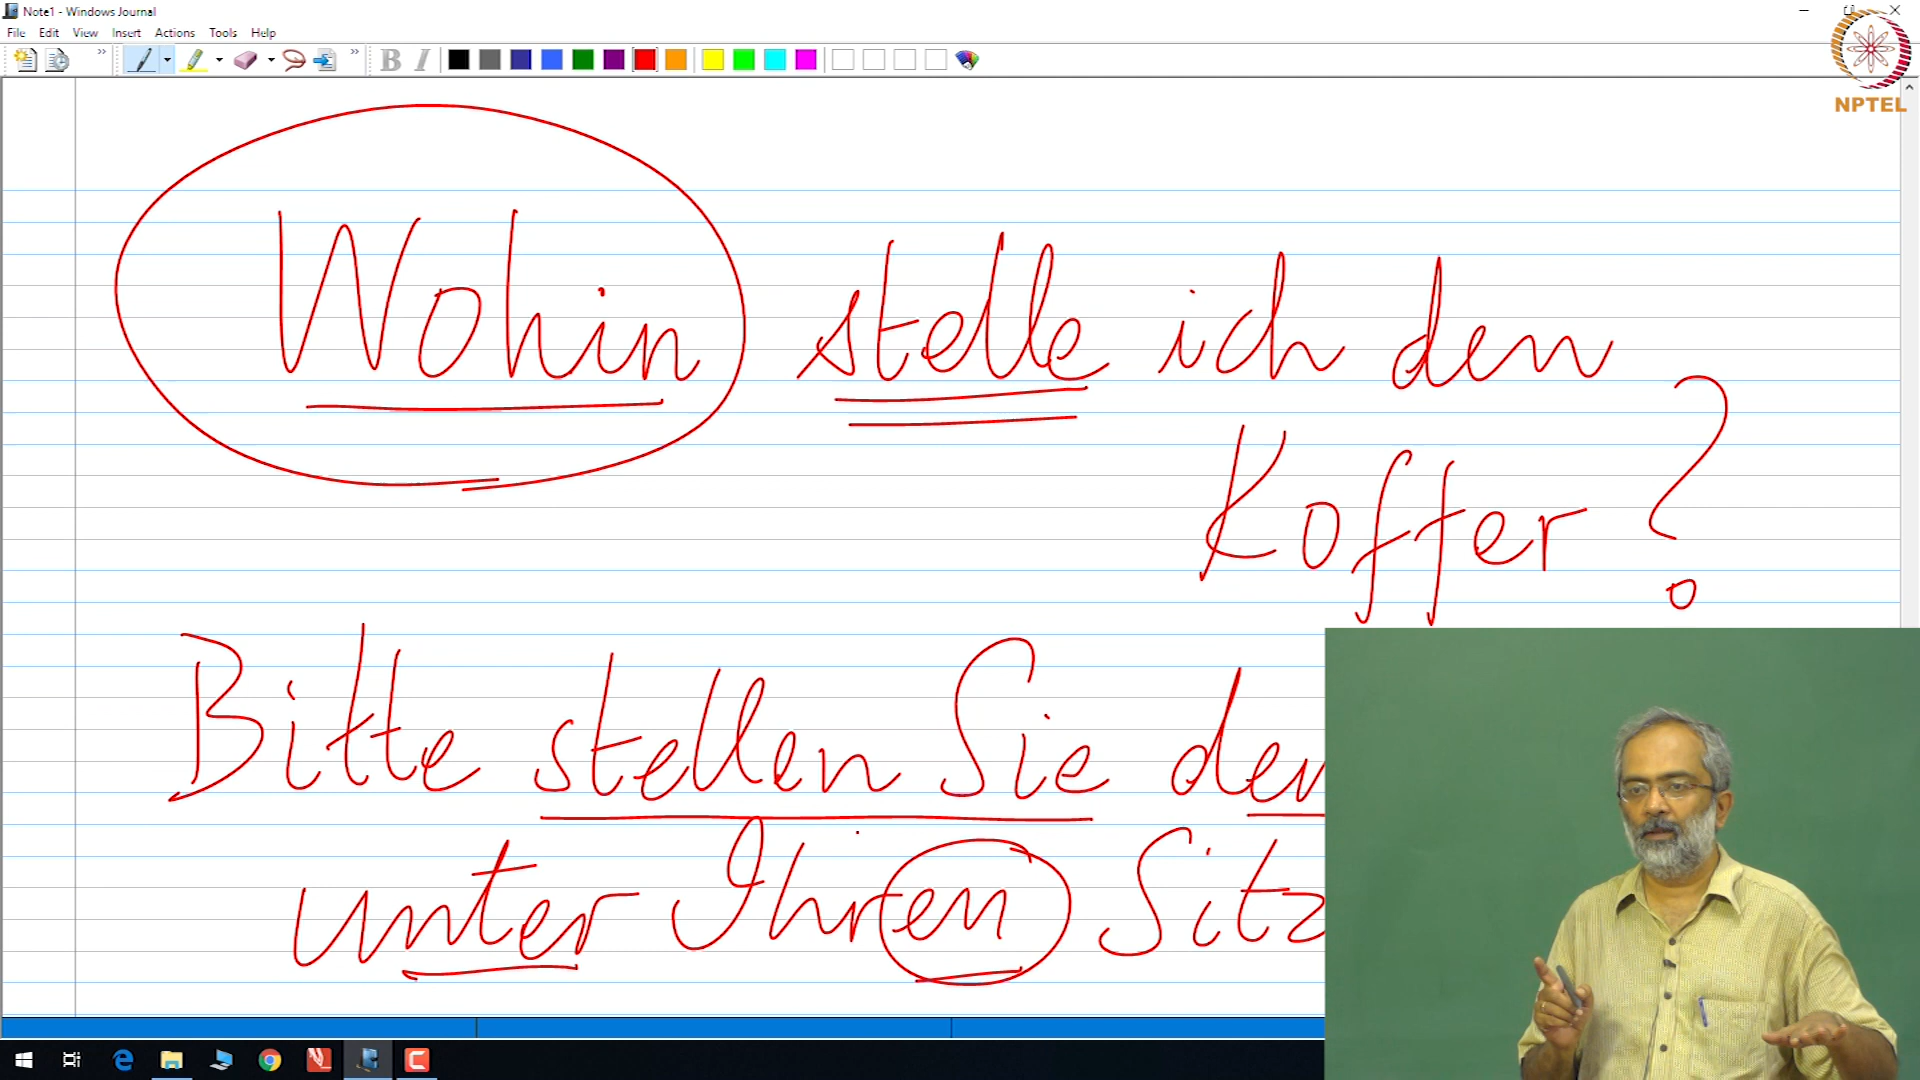 Note1 - Windows Journal
File Edit View Insert Actions Tools Help
B I
NPTEL
Wohin stelle ich den
Koffer?
Bitte stellen Sie den
unter Ihren Sitz